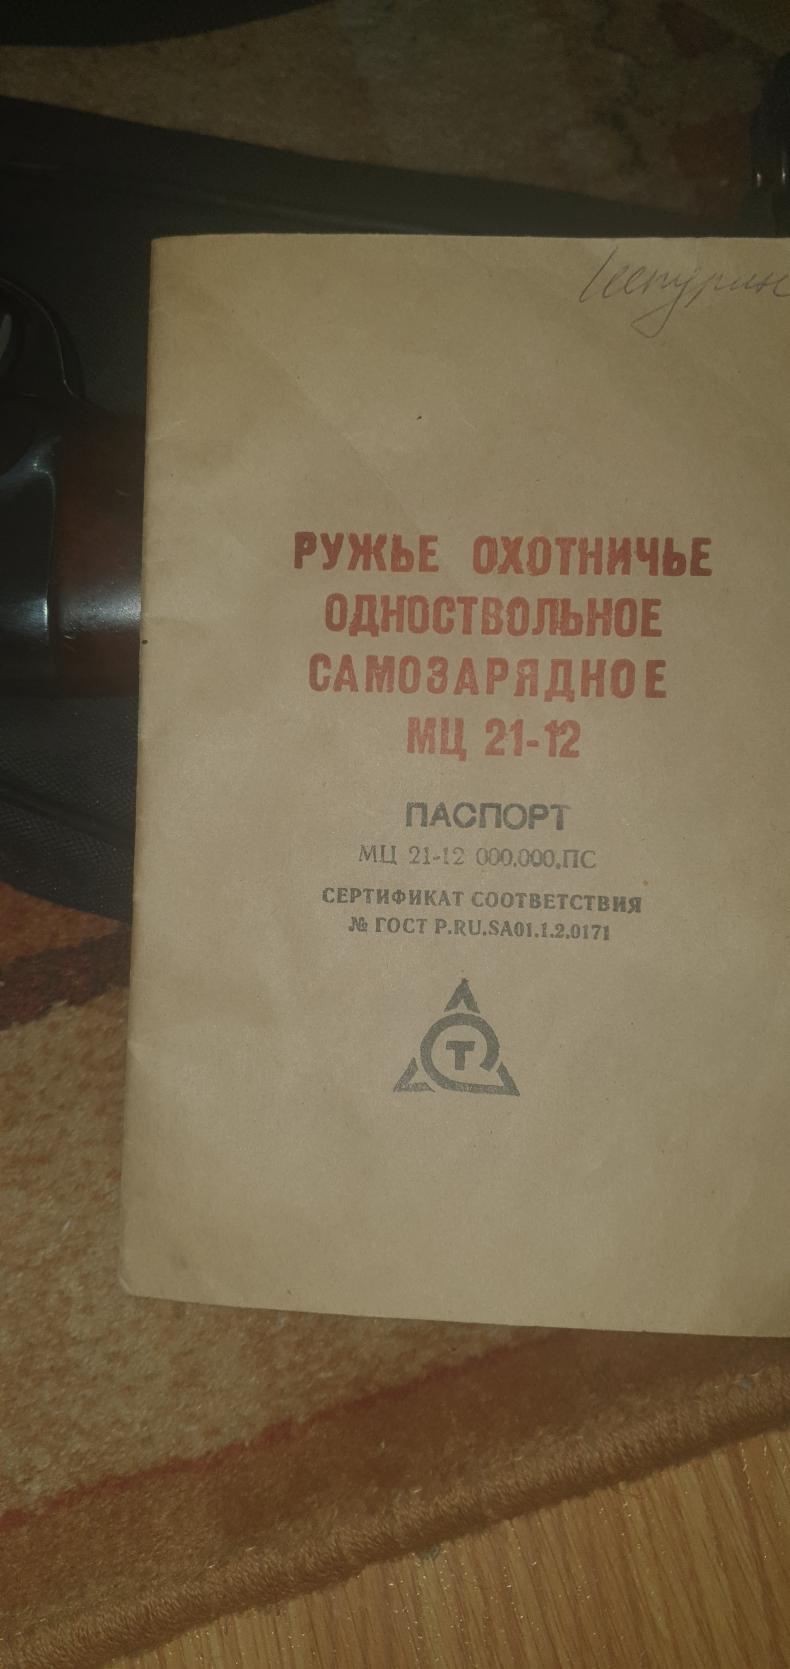 РУЖЬЕ ОХОТНИЧЬЕ
ОДНОСТВОЛЬНОЕ
САМОЗАРЯДНОЕ
МЦ 21-12
ПАСПОРТ
МЦ 21-12 000.000.ПС
СЕРТИФИКАТ СООТВЕТСТВИЯ
№ ГОСТ Р.RU.SA01.1.2.0171
Т